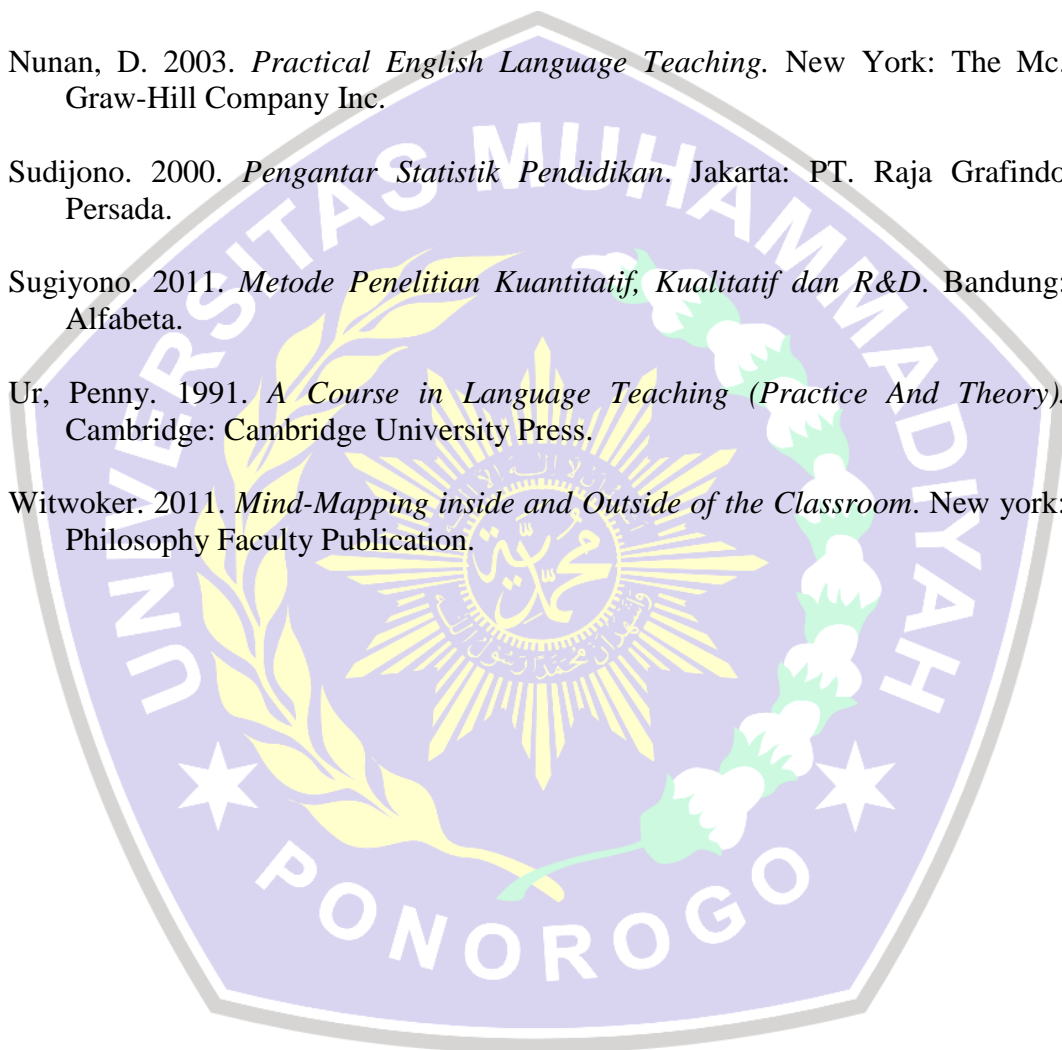 Nunan, D. 2003. Practical English Language Teaching. New York: The Mc.
Graw-Hill Company Inc.
Sudijono. 2000. Pengantar Statistik Pendidikan. Jakarta: PT. Raja Grafindo
Persada.
Sugiyono. 2011. Metode Penelitian Kuantitatif, Kualitatif dan R&D. Bandung:
Alfabeta.
Ur, Penny. 1991. A Course in Language Teaching (Practice And Theory).
Cambridge: Cambridge University Press.
Witwoker. 2011. Mind-Mapping inside and Outside of the Classroom. New york:
Philosophy Faculty Publication.
UNIVERSITAS MUHAMMADIYAH
PONOROGO
محمدية